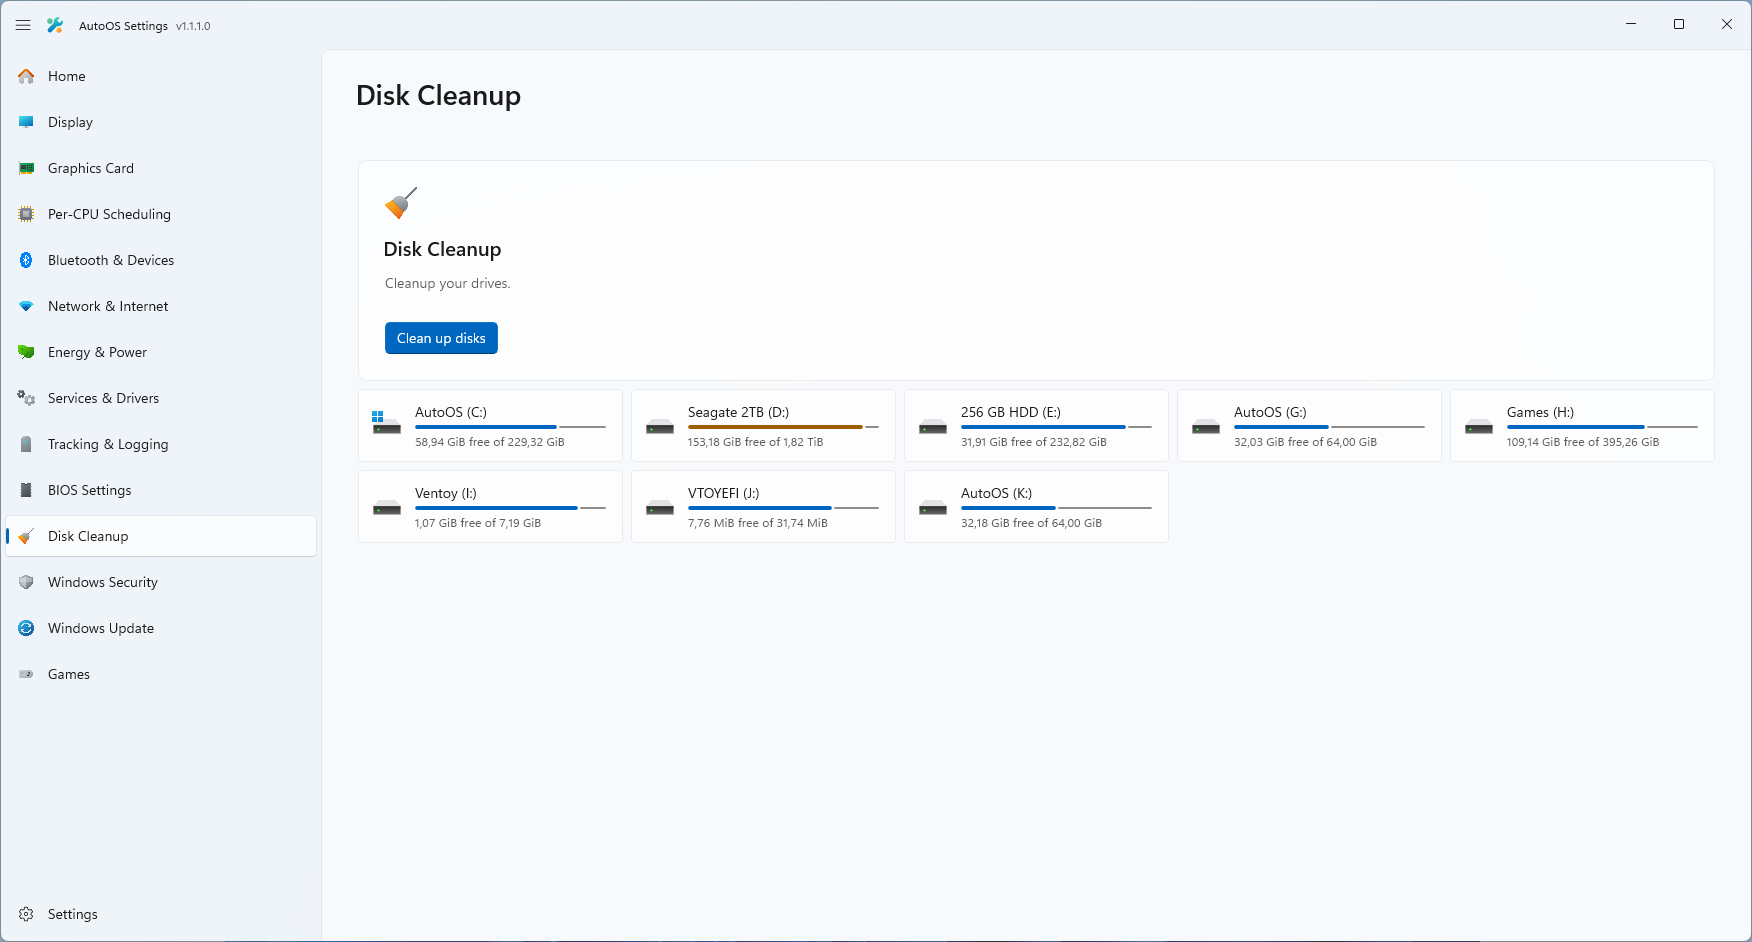 AutoOS Settings v1.1.1.0
Home
Display
Graphics Card
Per-CPU Scheduling
Bluetooth & Devices
Network & Internet
Energy & Power
Services & Drivers
Tracking & Logging
BIOS Settings
Disk Cleanup
Windows Security
Windows Update
Games
Settings
Disk Cleanup
Disk Cleanup
Cleanup your drives.
Clean up disks
AutoOS (C:)
58,94 GiB free of 229,32 GiB
Seagate 2TB (D:)
153,18 GiB free of 1,82 TiB
256 GB HDD (E:)
31,91 GiB free of 232,82 GiB
AutoOS (G:)
32,03 GiB free of 64,00 GiB
Games (H:)
109,14 GiB free of 395,26 GiB
Ventoy (I:)
1,07 GiB free of 7,19 GiB
VTOYEFI (J:)
7,76 MiB free of 31,74 MiB
AutoOS (K:)
32,18 GiB free of 64,00 GiB